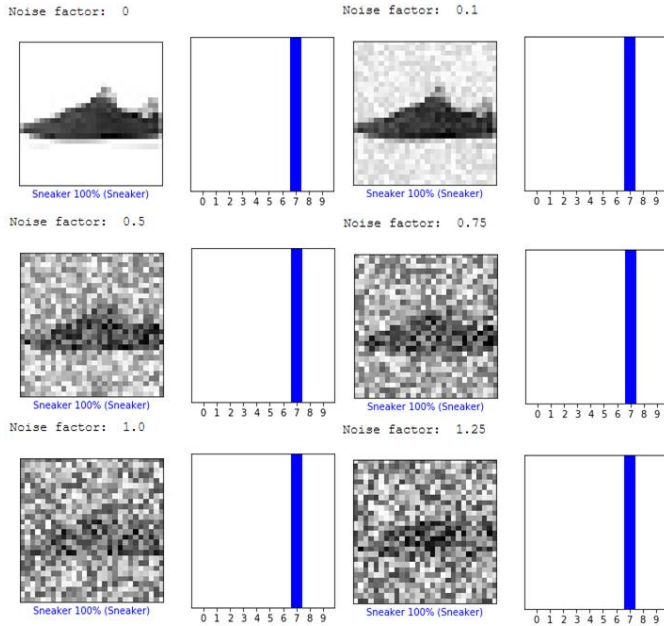 Noise factor: 0
Noise factor: 0.1
Sneaker 100% (Sneaker)
0 1 2 3 4 5 6 7 8 9
Sneaker 100% (Sneaker)
0 1 2 3 4 5 6 7 8 9
Noise factor: 0.5
Noise factor: 0.75
Sneaker 100% (Sneaker)
0 1 2 3 4 5 6 7 8 9
Sneaker 100% (Sneaker)
0 1 2 3 4 5 6 7 8 9
Noise factor: 1.0
Noise factor: 1.25
Sneaker 100% (Sneaker)
0 1 2 3 4 5 6 7 8 9
Sneaker 100% (Sneaker)
0 1 2 3 4 5 6 7 8 9